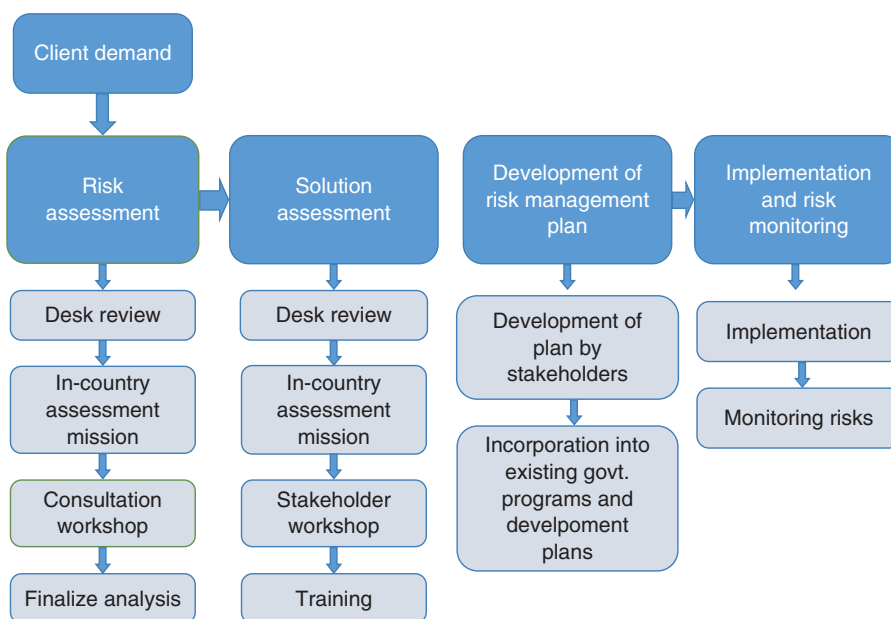 Client demand
Risk
assessment
Solution
assessment
Development of
risk management
plan
Implementation
and risk
monitoring
Desk review
In-country
assessment
mission
Consultation
workshop
Finalize analysis
Desk review
In-country
assessment
mission
Stakeholder
workshop
Training
Development of
plan by
stakeholders
Incorporation into
existing govt.
programs and
develpoment
plans
Implementation
Monitoring risks